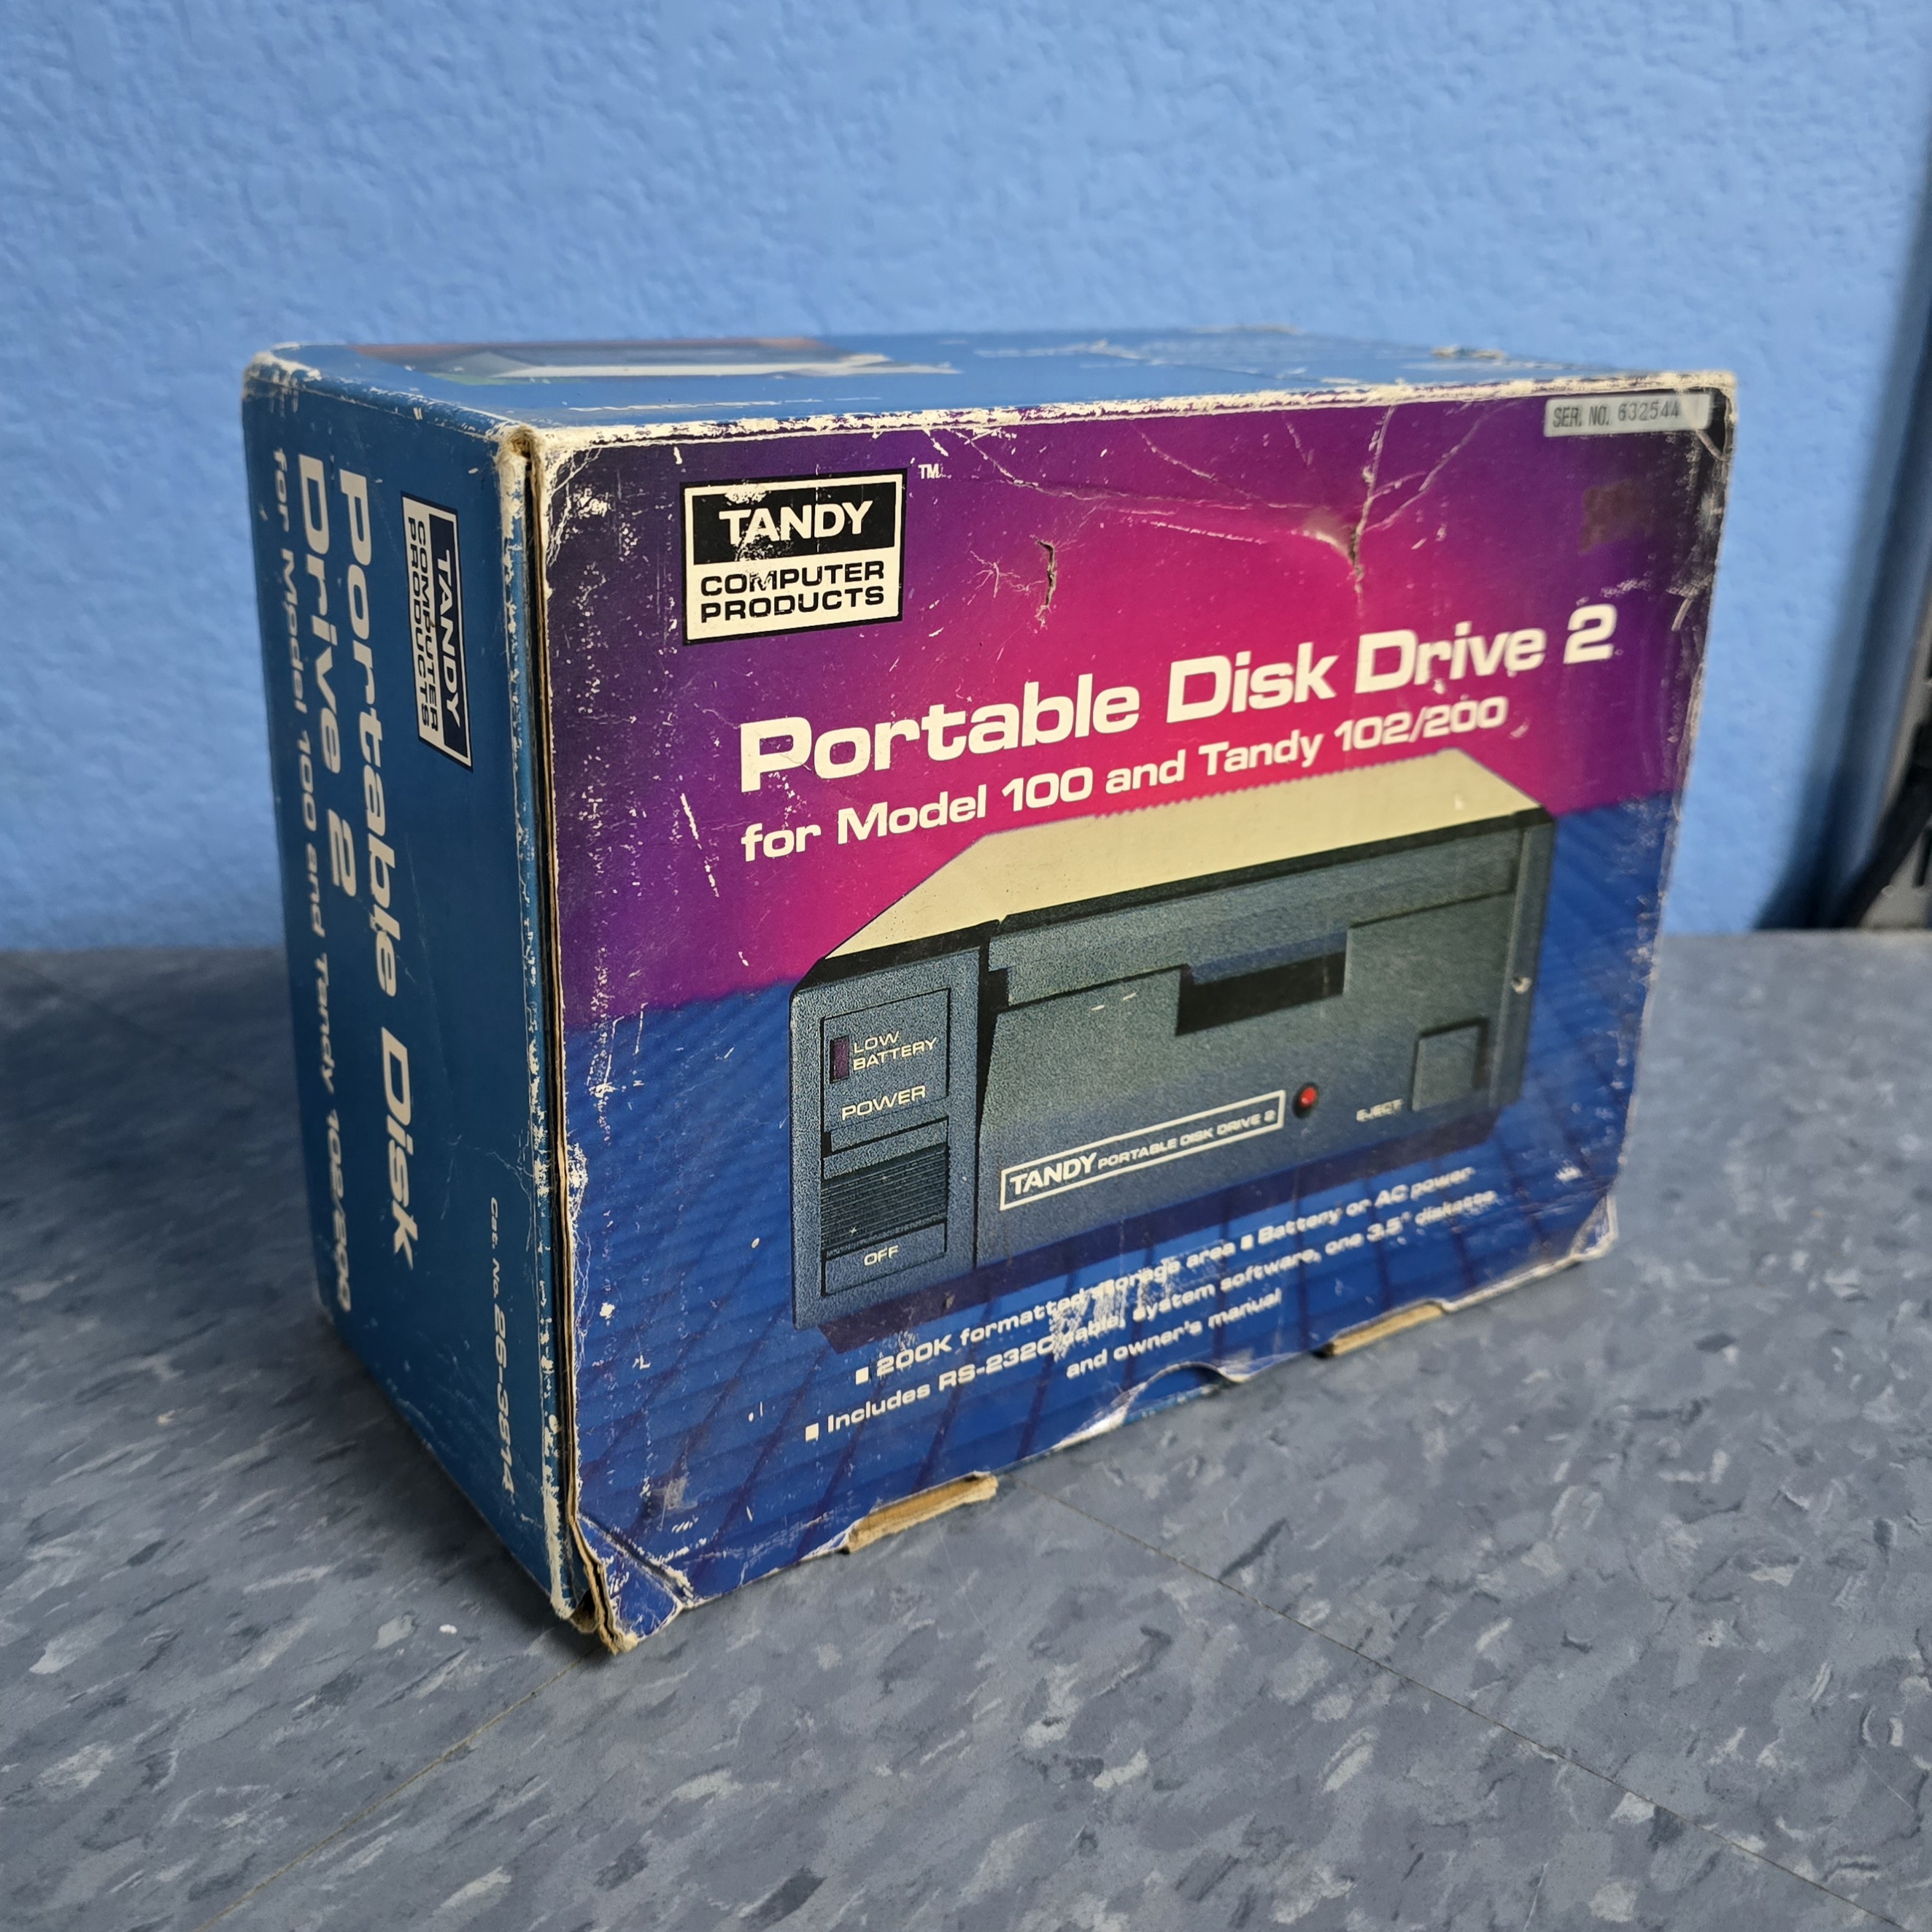 TANDY
COMPUTER
PRODUCTS
Portable Disk
Drive 2
for Model 100 and Tandy 102/200
Cat. No. 26-3814
SER. NO. 632544
TANDY
COMPUTER
PRODUCTS
TM
Portable Disk Drive 2
for Model 100 and Tandy 102/200
LOW
BATTERY
POWER
OFF
TANDY PORTABLE DISK DRIVE 2
EJECT
■ 200K formatted storage area ■ Battery or AC power
■ Includes RS-232C cable, system software, one 3.5" diskette
and owner's manual